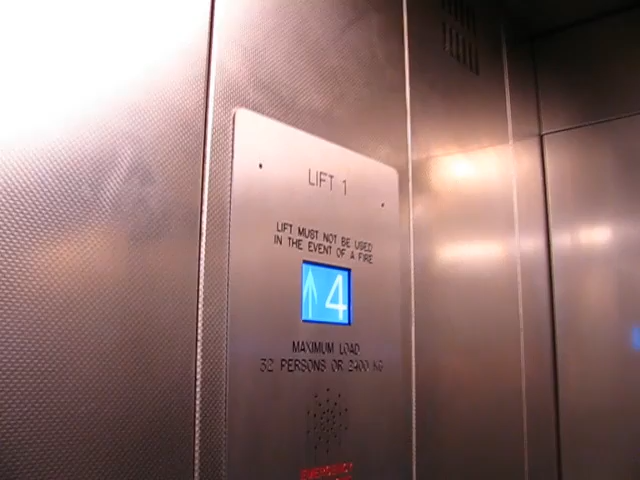 LIFT 1
LIFT MUST NOT BE USED
IN THE EVENT OF A FIRE
↑4
MAXIMUM LOAD
32 PERSONS OR 2400 KG
EMERGENCY